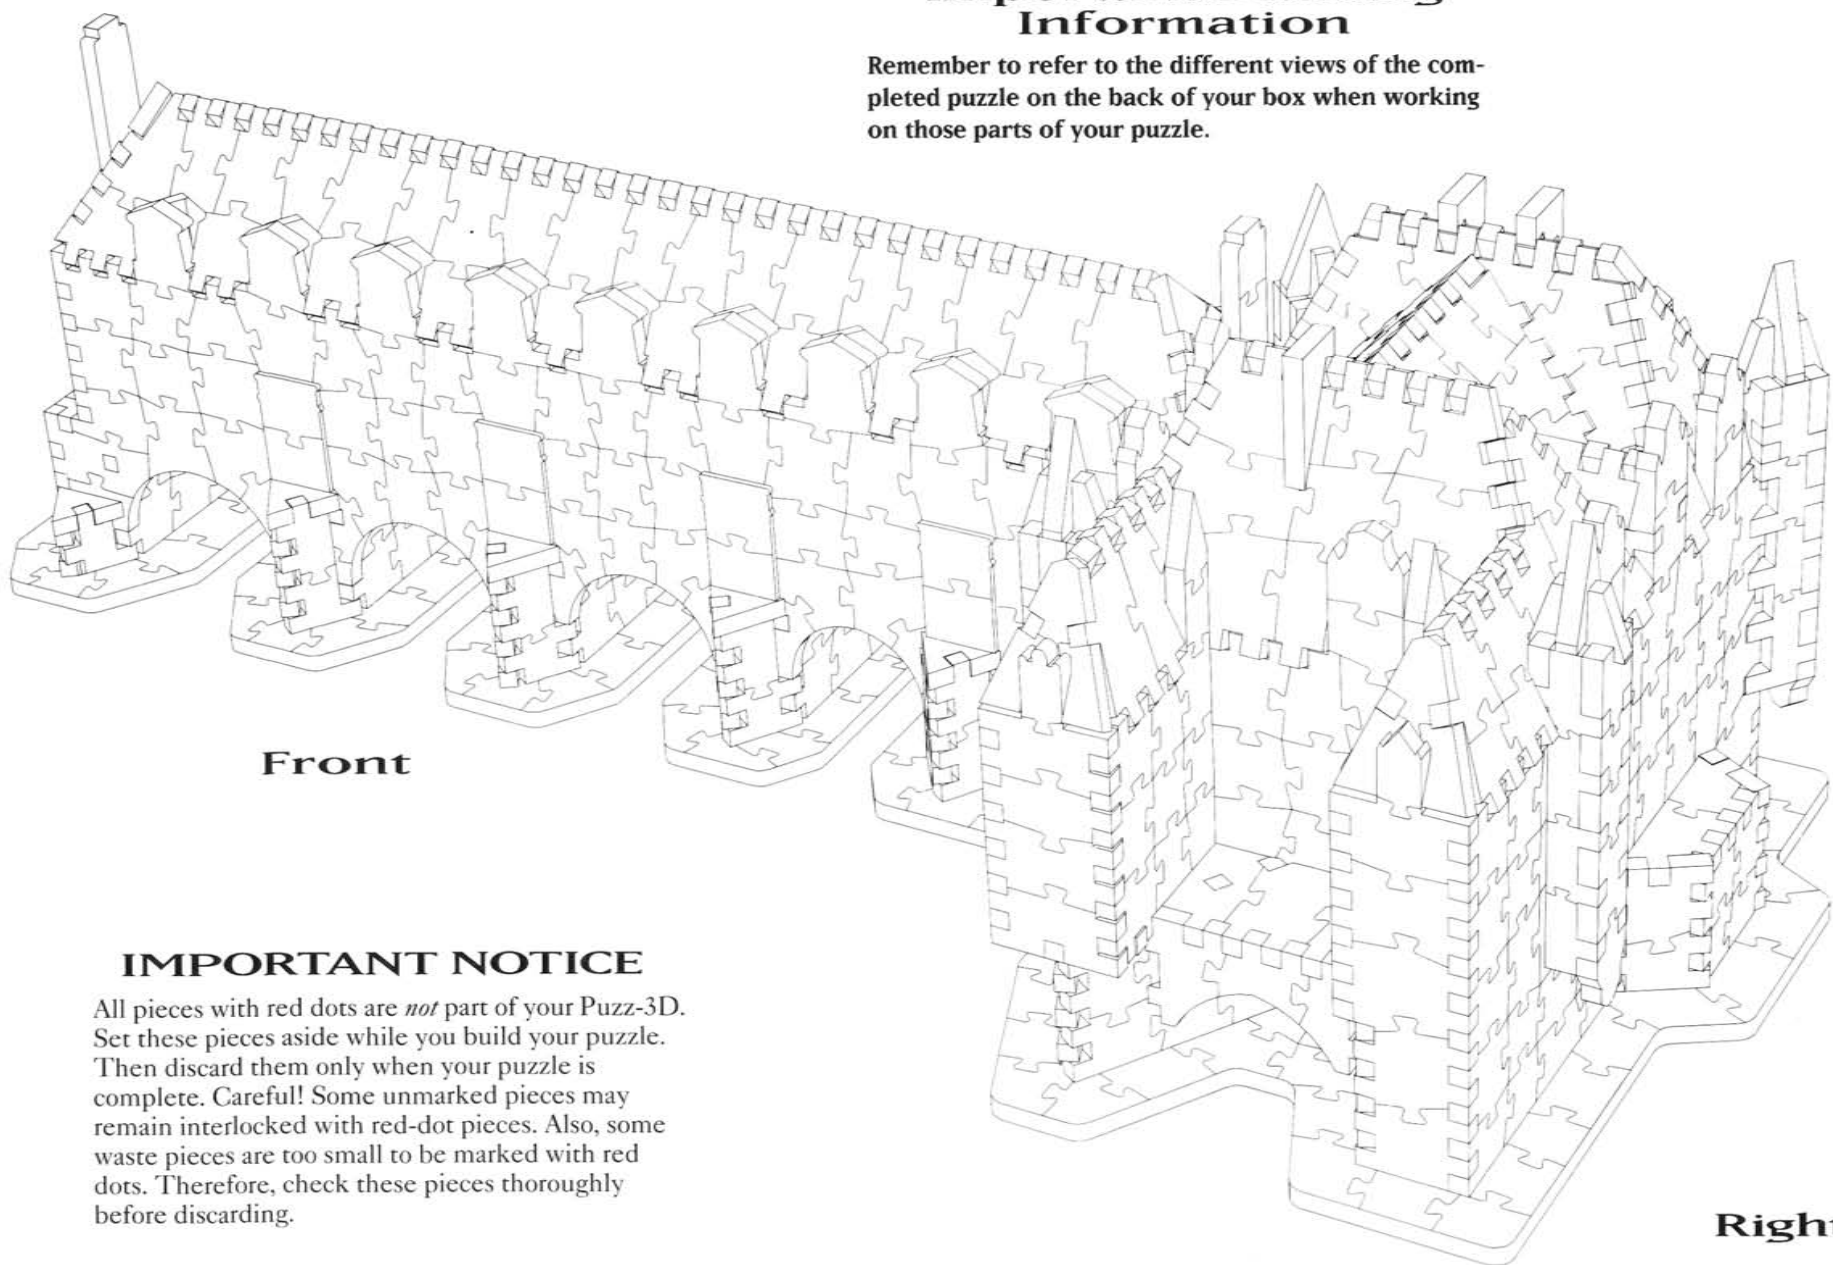 Information
Remember to refer to the different views of the com-
pleted puzzle on the back of your box when working
on those parts of your puzzle.
Front
IMPORTANT NOTICE
All pieces with red dots are not part of your Puzz-3D.
Set these pieces aside while you build your puzzle.
Then discard them only when your puzzle is
complete. Careful! Some unmarked pieces may
remain interlocked with red-dot pieces. Also, some
waste pieces are too small to be marked with red
dots. Therefore, check these pieces thoroughly
before discarding.
Right